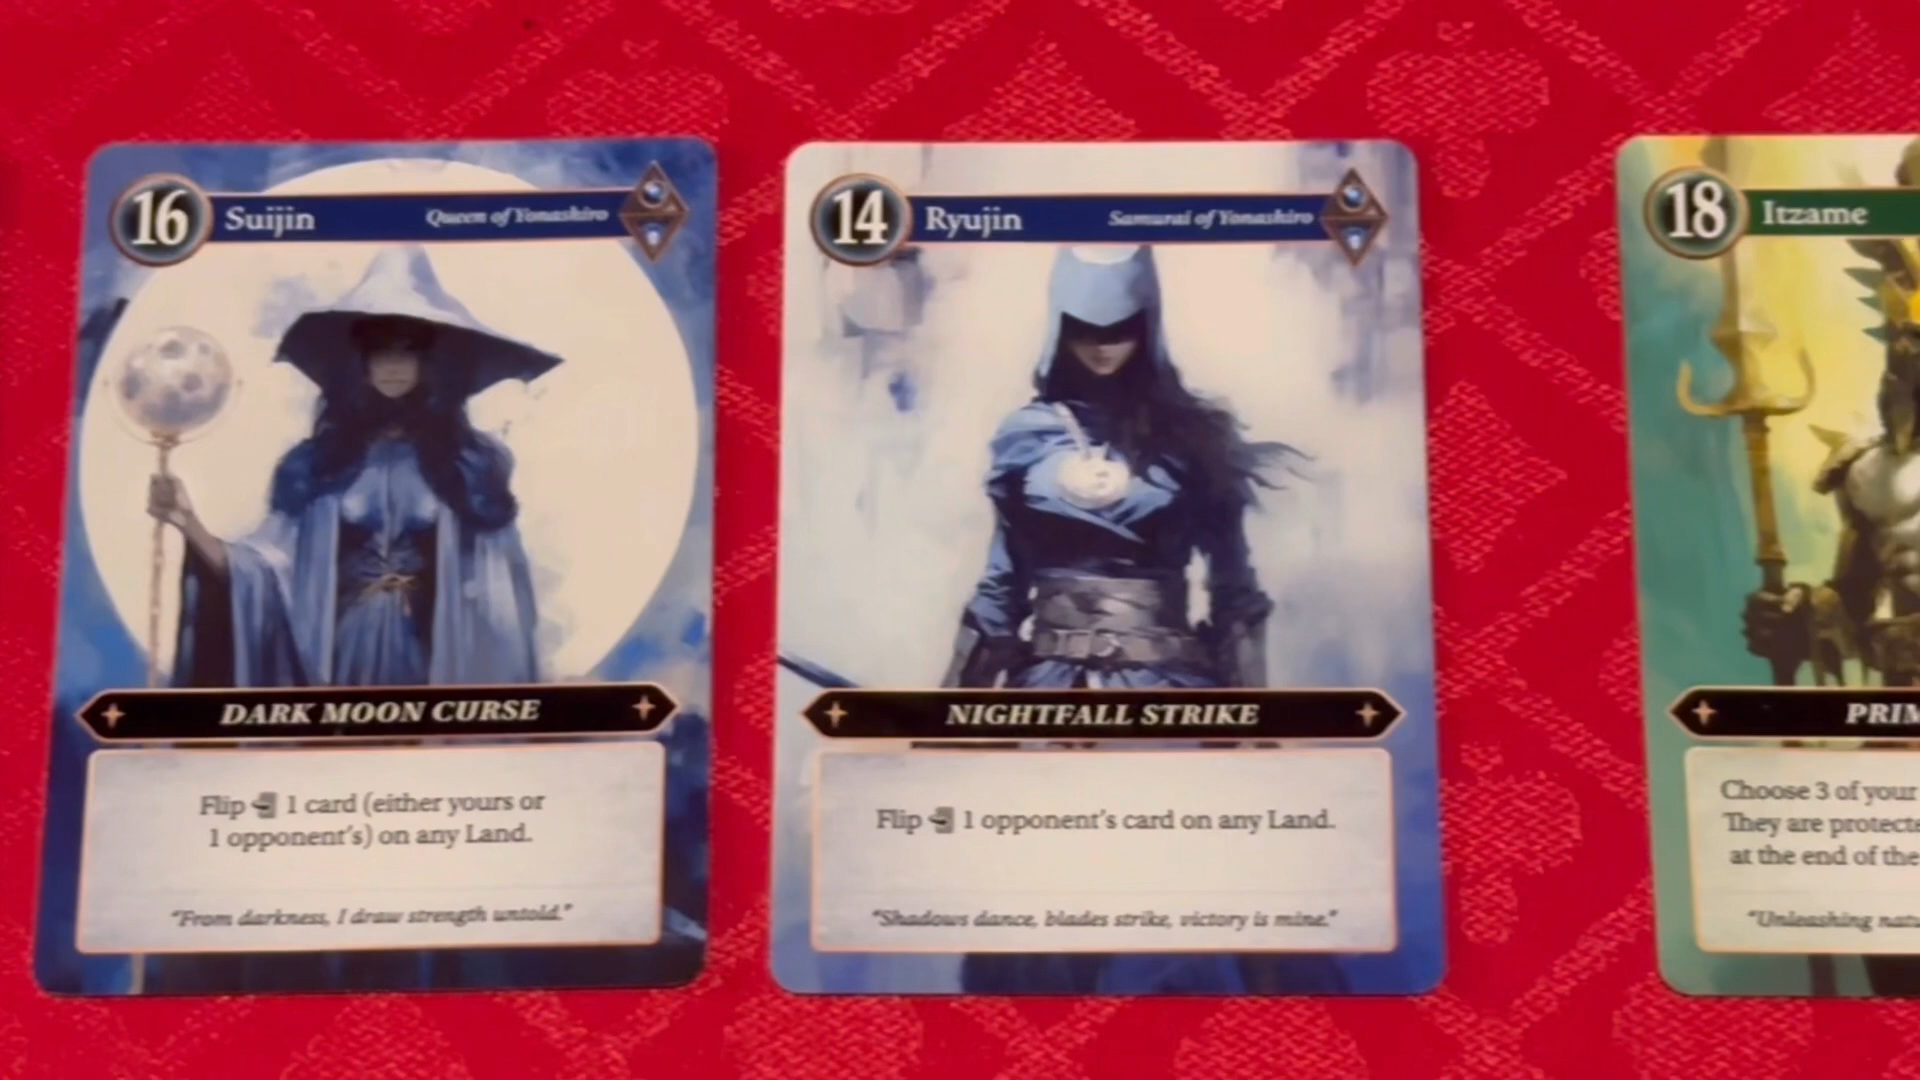 16 Suijin Queen of Yonashiro
DARK MOON CURSE
Flip 1 card (either yours or
1 opponent's) on any Land.
"From darkness, I draw strength untold."
14 Ryujin Samurai of Yonashiro
NIGHTFALL STRIKE
Flip 1 opponent's card on any Land.
"Shadows dance, blades strike, victory is mine."
18 Itzame
PRIM
Choose 3 of your
They are protecte
at the end of the
"Unleashing natu